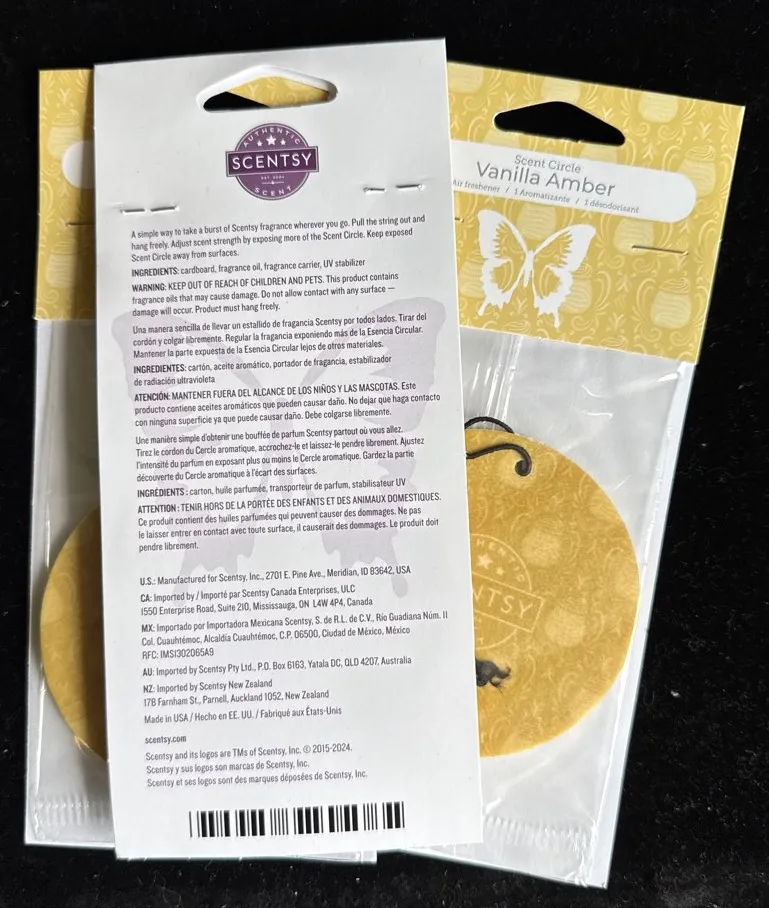 AUTHENTIC
SCENTSY
EST. 2004
SCENT
A simple way to take a burst of Scentsy fragrance wherever you go. Pull the string out and
hang freely. Adjust scent strength by exposing more of the Scent Circle. Keep exposed
Scent Circle away from surfaces.
INGREDIENTS: cardboard, fragrance oil, fragrance carrier, UV stabilizer
WARNING: KEEP OUT OF REACH OF CHILDREN AND PETS. This product contains
fragrance oils that may cause damage. Do not allow contact with any surface —
damage will occur. Product must hang freely.
Una manera sencilla de llevar un estallido de fragancia Scentsy por todos lados. Tirar del
cordón y colgar libremente. Regular la fragancia exponiendo más de la Esencia Circular.
Mantener la parte expuesta de la Esencia Circular lejos de otros materiales.
INGREDIENTES: cartón, aceite aromático, portador de fragancia, estabilizador
de radiación ultravioleta
ATENCIÓN: MANTENER FUERA DEL ALCANCE DE LOS NIÑOS Y LAS MASCOTAS. Este
producto contiene aceites aromáticos que pueden causar daño. No dejar que haga contacto
con ninguna superficie ya que puede causar daño. Debe colgarse libremente.
Une manière simple d'obtenir une bouffée de parfum Scentsy partout où vous allez.
Tirez le cordon du Cercle aromatique, accrochez-le et laissez-le pendre librement. Ajustez
l'intensité du parfum en exposant plus ou moins le Cercle aromatique. Gardez la partie
découverte du Cercle aromatique à l'écart des surfaces.
INGRÉDIENTS : carton, huile parfumée, transporteur de parfum, stabilisateur UV
ATTENTION : TENIR HORS DE LA PORTÉE DES ENFANTS ET DES ANIMAUX DOMESTIQUES.
Ce produit contient des huiles parfumées qui peuvent causer des dommages. Ne pas
le laisser entrer en contact avec toute surface, il causerait des dommages. Le produit doit
pendre librement.
U.S.: Manufactured for Scentsy, Inc., 2701 E. Pine Ave., Meridian, ID 83642, USA
CA: Imported by / Importé par Scentsy Canada Enterprises, ULC
1550 Enterprise Road, Suite 210, Mississauga, ON L4W 4P4, Canada
MX: Importado por Importadora Mexicana Scentsy, S. de R.L. de C.V., Río Guadiana Núm. 11
Col. Cuauhtémoc, Alcaldía Cuauhtémoc, C.P. 06500, Ciudad de México, México
RFC: IMS1302065A9
AU: Imported by Scentsy Pty Ltd., P.O. Box 6163, Yatala DC, QLD 4207, Australia
NZ: Imported by Scentsy New Zealand
17B Farnham St., Parnell, Auckland 1052, New Zealand
Made in USA / Hecho en EE. UU. / Fabriqué aux États-Unis
scentsy.com
Scentsy and its logos are TMs of Scentsy, Inc. © 2015-2024.
Scentsy y sus logos son marcas de Scentsy, Inc.
Scentsy et ses logos sont des marques déposées de Scentsy, Inc.
Scent Circle
Vanilla Amber
Air freshener / 1 Aromatizante / 1 désodorisant